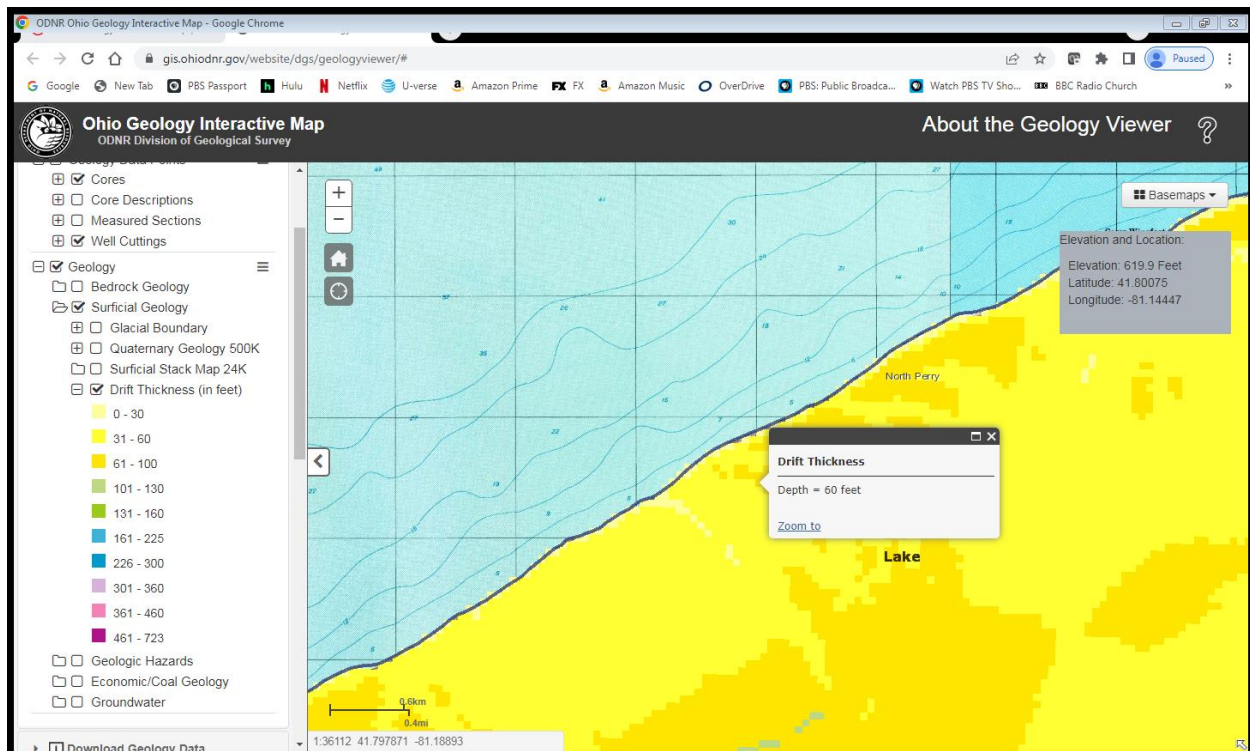 ODNR Ohio Geology Interactive Map - Google Chrome
gis.ohiodnr.gov/website/dgs/geologyviewer/#
Paused
Google New Tab PBS Passport Hulu Netflix U-verse Amazon Prime FX Amazon Music OverDrive PBS: Public Broadca... Watch PBS TV Sho... BBC Radio Church »
Ohio Geology Interactive Map
ODNR Division of Geological Survey
About the Geology Viewer
Geology Data Points
Cores
Core Descriptions
Measured Sections
Well Cuttings
Geology
Bedrock Geology
Surficial Geology
Glacial Boundary
Quaternary Geology 500K
Surficial Stack Map 24K
Drift Thickness (in feet)
0 - 30
31 - 60
61 - 100
101 - 130
131 - 160
161 - 225
226 - 300
301 - 360
361 - 460
461 - 723
Geologic Hazards
Economic/Coal Geology
Groundwater
Download Geology Data
Basemaps
Elevation and Location:
Elevation: 619.9 Feet
Latitude: 41.80075
Longitude: -81.14447
North Perry
Drift Thickness
Depth = 60 feet
Zoom to
Lake
0.6km
0.4mi
1:36112 41.797871 -81.18893